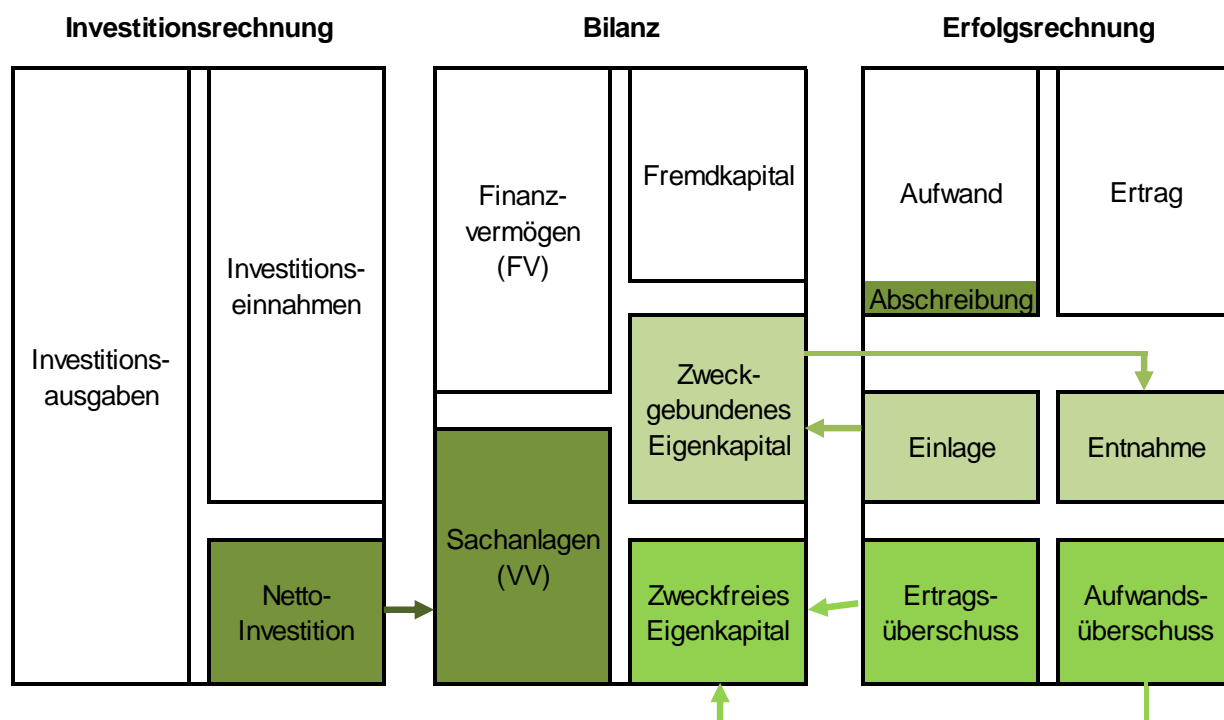 Investitionsrechnung
Investitions-
ausgaben
Investitions-
einnahmen
Netto-
Investition
Bilanz
Finanz-
vermögen
(FV)
Sachanlagen
(VV)
Fremdkapital
Zweck-
gebundenes
Eigenkapital
Zweckfreies
Eigenkapital
Erfolgsrechnung
Aufwand
Abschreibung
Einlage
Ertrags-
überschuss
Ertrag
Entnahme
Aufwands-
überschuss